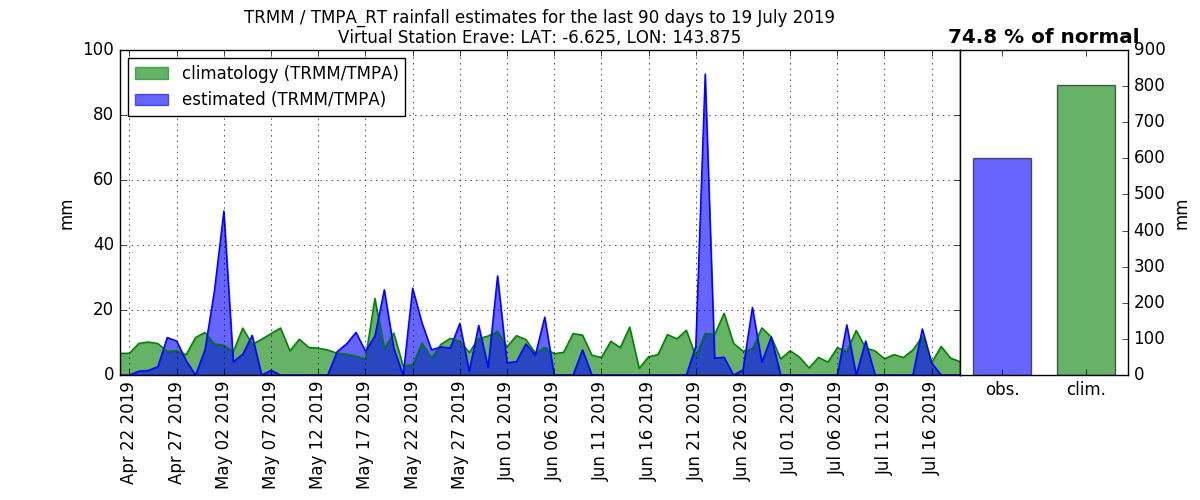 TRMM / TMPA_RT rainfall estimates for the last 90 days to 19 July 2019
Virtual Station Erave: LAT: -6.625, LON: 143.875
74.8 % of normal
climatology (TRMM/TMPA)
estimated (TRMM/TMPA)
100
80
60
40
20
0
mm
Apr 22 2019
Apr 27 2019
May 02 2019
May 07 2019
May 12 2019
May 17 2019
May 22 2019
May 27 2019
Jun 01 2019
Jun 06 2019
Jun 11 2019
Jun 16 2019
Jun 21 2019
Jun 26 2019
Jul 01 2019
Jul 06 2019
Jul 11 2019
Jul 16 2019
obs.
clim.
900
800
700
600
500
400
300
200
100
0
mm